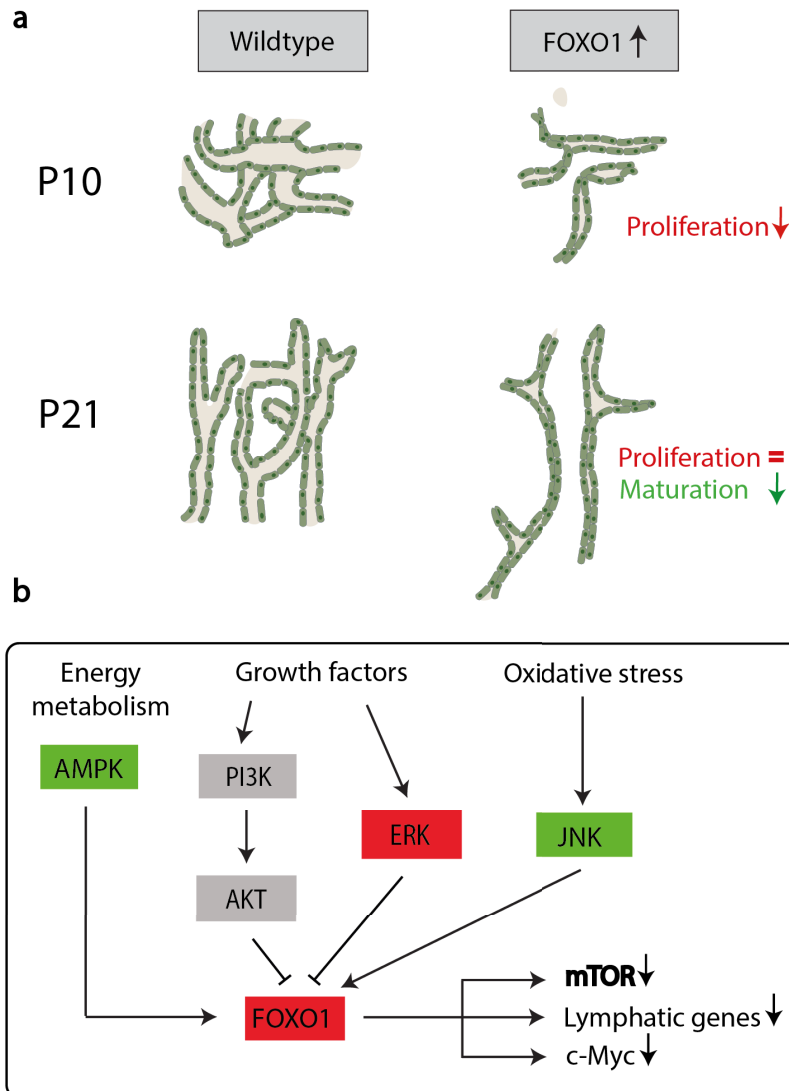 a
Wildtype
FOXO1 ↑
P10
Proliferation ↓
P21
Proliferation =
Maturation ↓
b
Energy
metabolism
Growth factors
Oxidative stress
AMPK
PI3K
ERK
JNK
AKT
FOXO1
mTOR ↓
Lymphatic genes ↓
c-Myc ↓